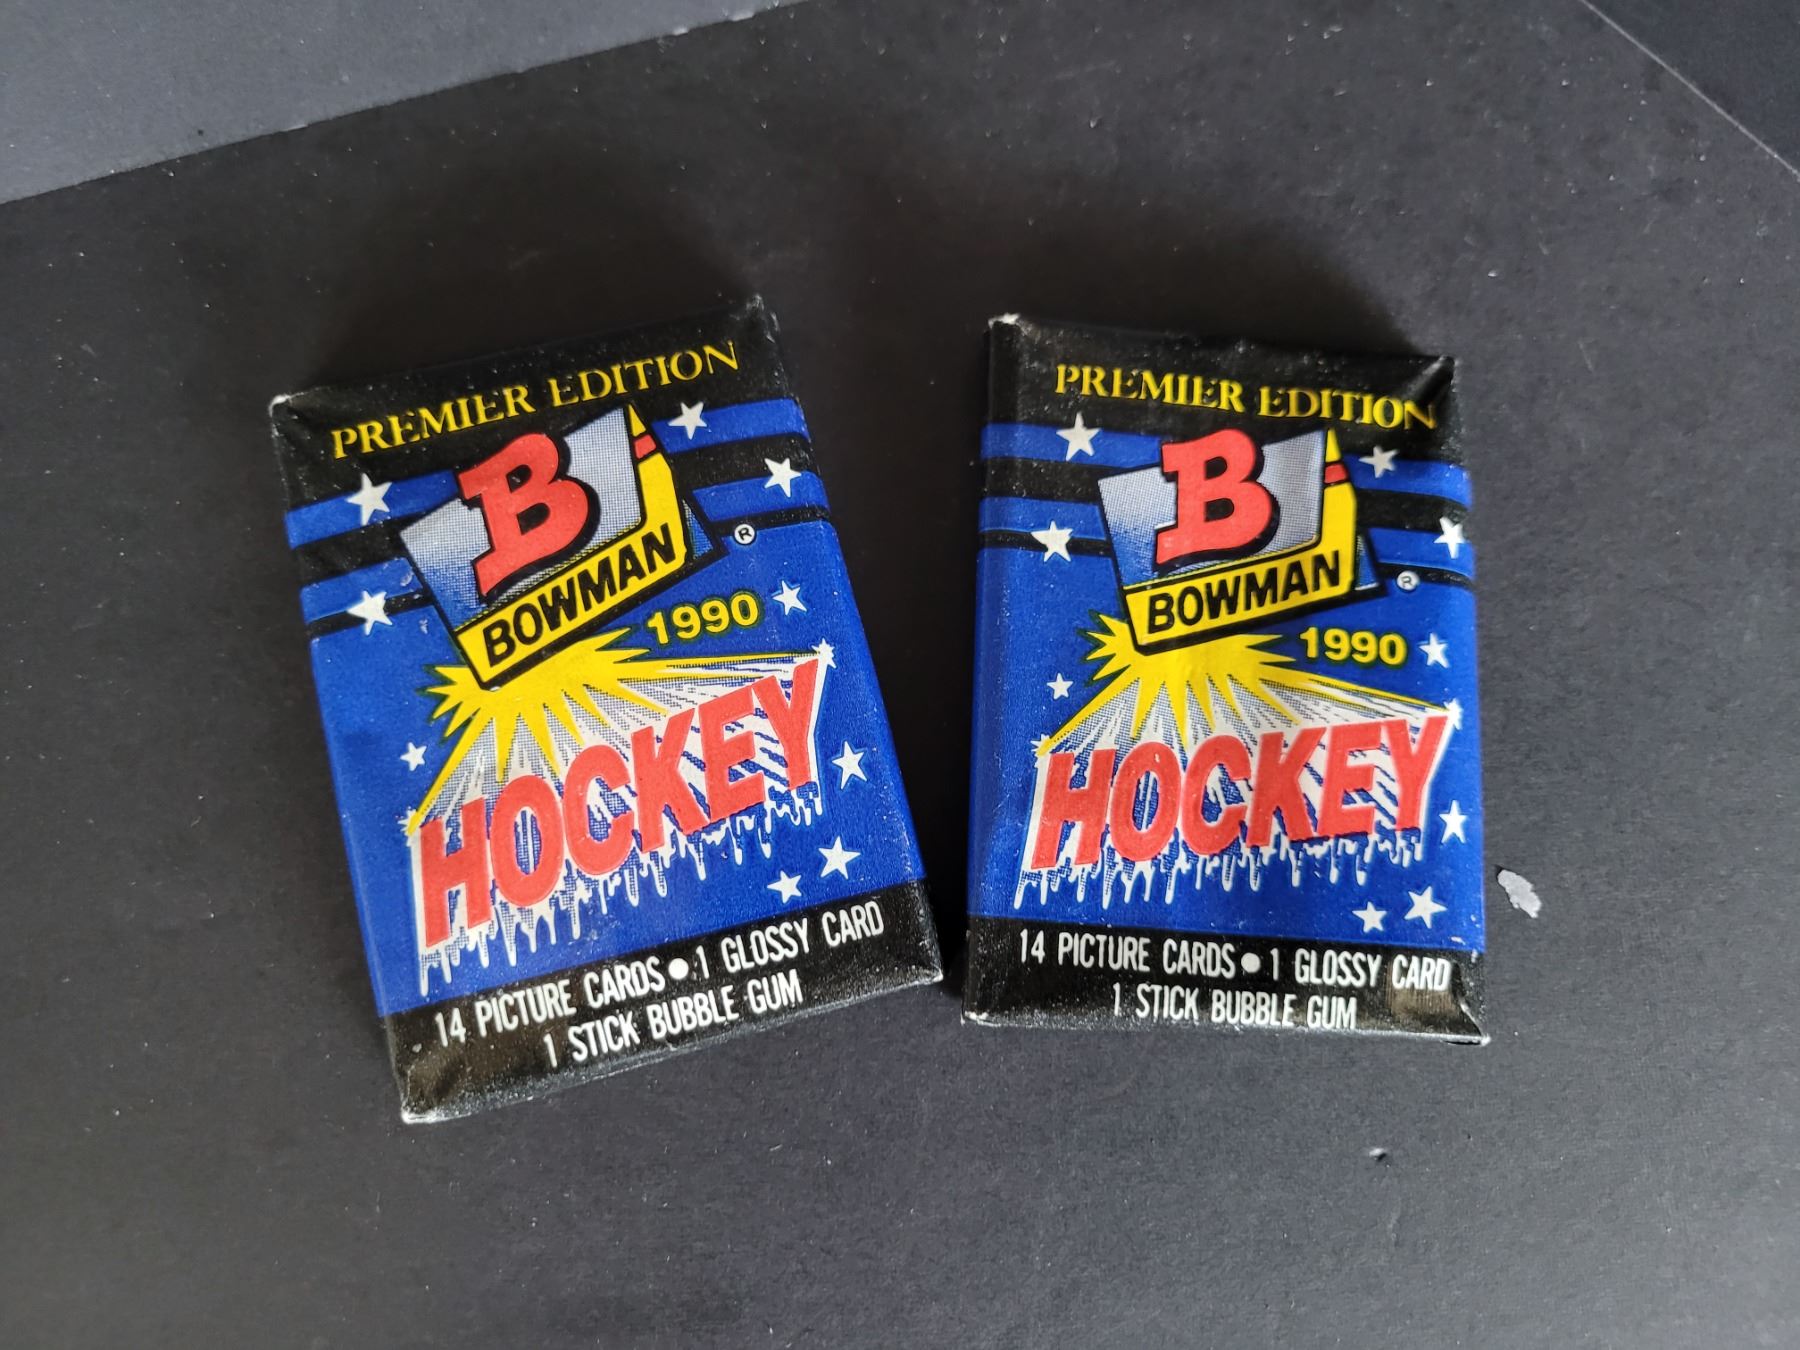 PREMIER EDITION
B
BOWMAN
®
1990
HOCKEY
14 PICTURE CARDS • 1 GLOSSY CARD
1 STICK BUBBLE GUM
PREMIER EDITION
B
BOWMAN
®
1990
HOCKEY
14 PICTURE CARDS • 1 GLOSSY CARD
1 STICK BUBBLE GUM